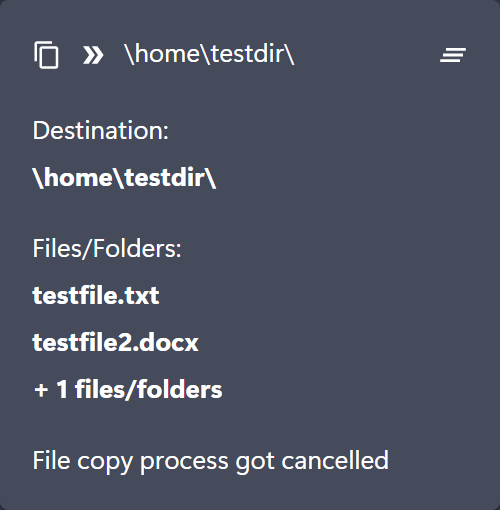 \home\testdir\
Destination:
\home\testdir\
Files/Folders:
testfile.txt
testfile2.docx
+ 1 files/folders
File copy process got cancelled